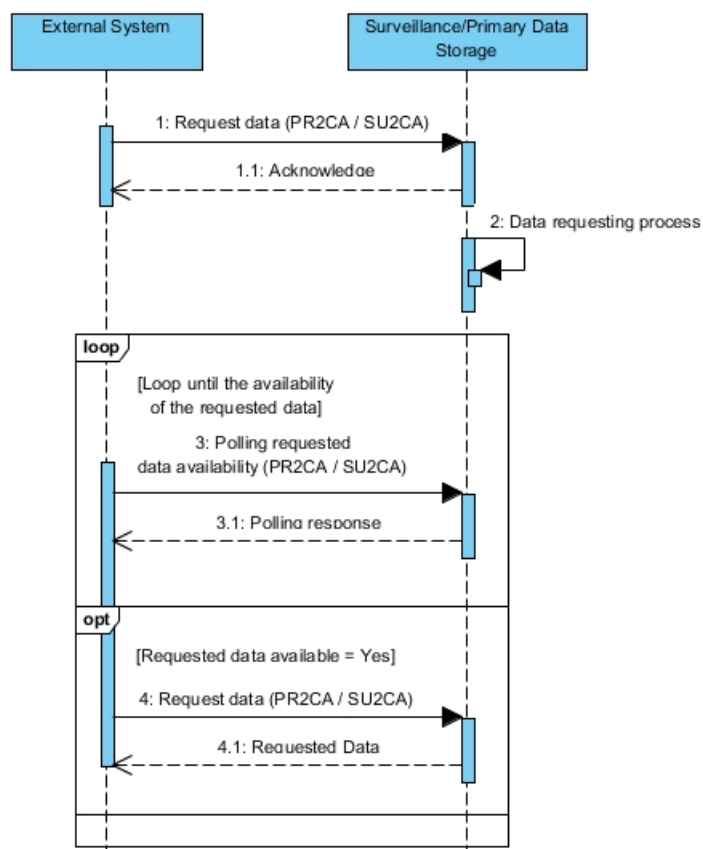 External System
Surveillance/Primary Data
Storage
1: Request data (PR2CA / SU2CA)
1.1: Acknowledge
2: Data requesting process
loop
[Loop until the availability
of the requested data]
3: Polling requested
data availability (PR2CA / SU2CA)
3.1: Polling response
opt
[Requested data available = Yes]
4: Request data (PR2CA / SU2CA)
4.1: Requested Data